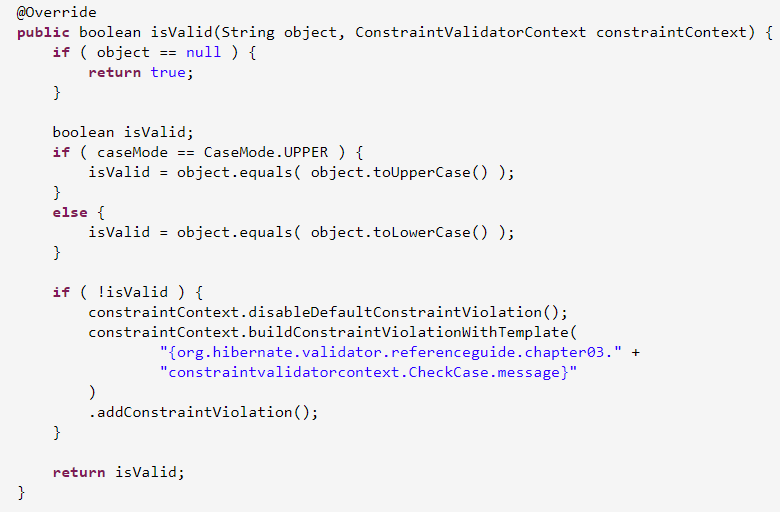 @Override
public boolean isValid(String object, ConstraintValidatorContext constraintContext) {
    if ( object == null ) {
        return true;
    }

    boolean isValid;
    if ( caseMode == CaseMode.UPPER ) {
        isValid = object.equals( object.toUpperCase() );
    }
    else {
        isValid = object.equals( object.toLowerCase() );
    }

    if ( !isValid ) {
        constraintContext.disableDefaultConstraintViolation();
        constraintContext.buildConstraintViolationWithTemplate(
                "{org.hibernate.validator.referenceguide.chapter03." +
                "constraintvalidatorcontext.CheckCase.message}"
        )
        .addConstraintViolation();
    }

    return isValid;
}